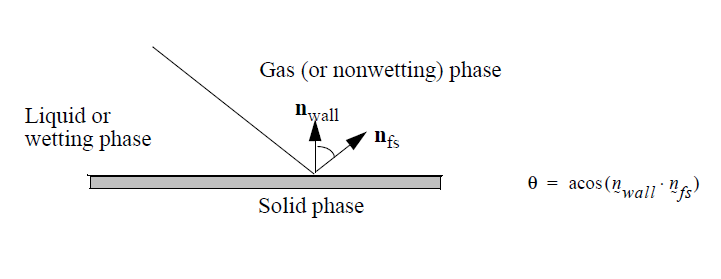 Gas (or nonwetting) phase
Liquid or
wetting phase
n_wall
n_fs
Solid phase
θ = acos(n_wall · n_fs)